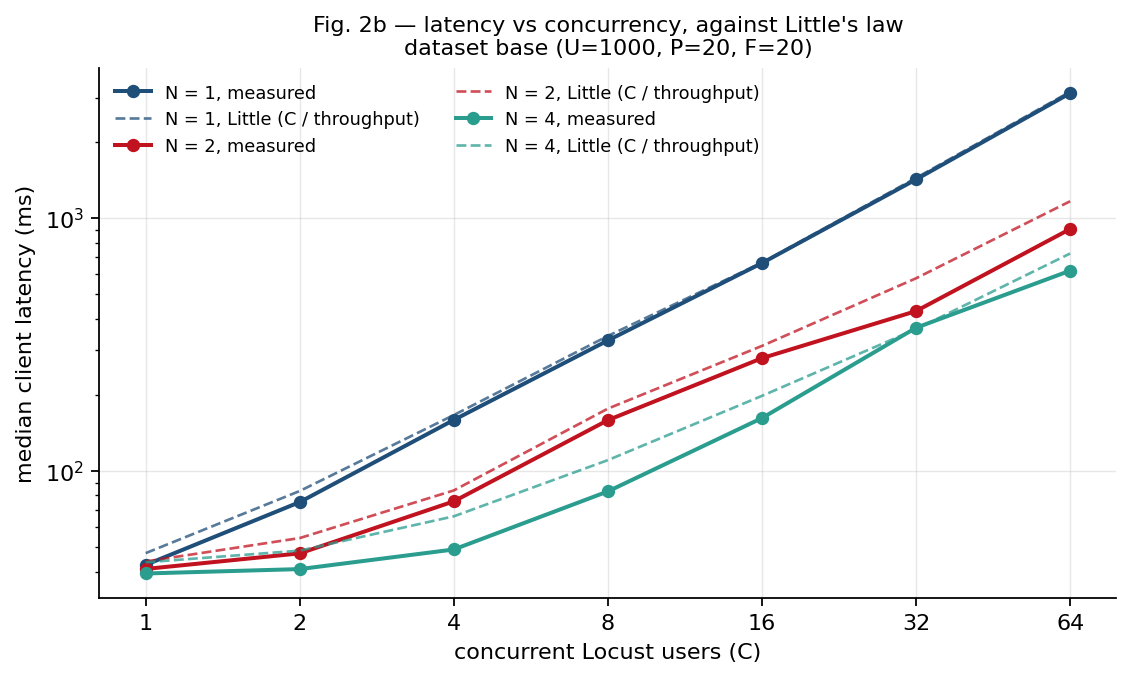 Fig. 2b — latency vs concurrency, against Little's law
dataset base (U=1000, P=20, F=20)
N = 1, measured
N = 1, Little (C / throughput)
N = 2, measured
N = 2, Little (C / throughput)
N = 4, measured
N = 4, Little (C / throughput)
median client latency (ms)
10³
10²
1 2 4 8 16 32 64
concurrent Locust users (C)